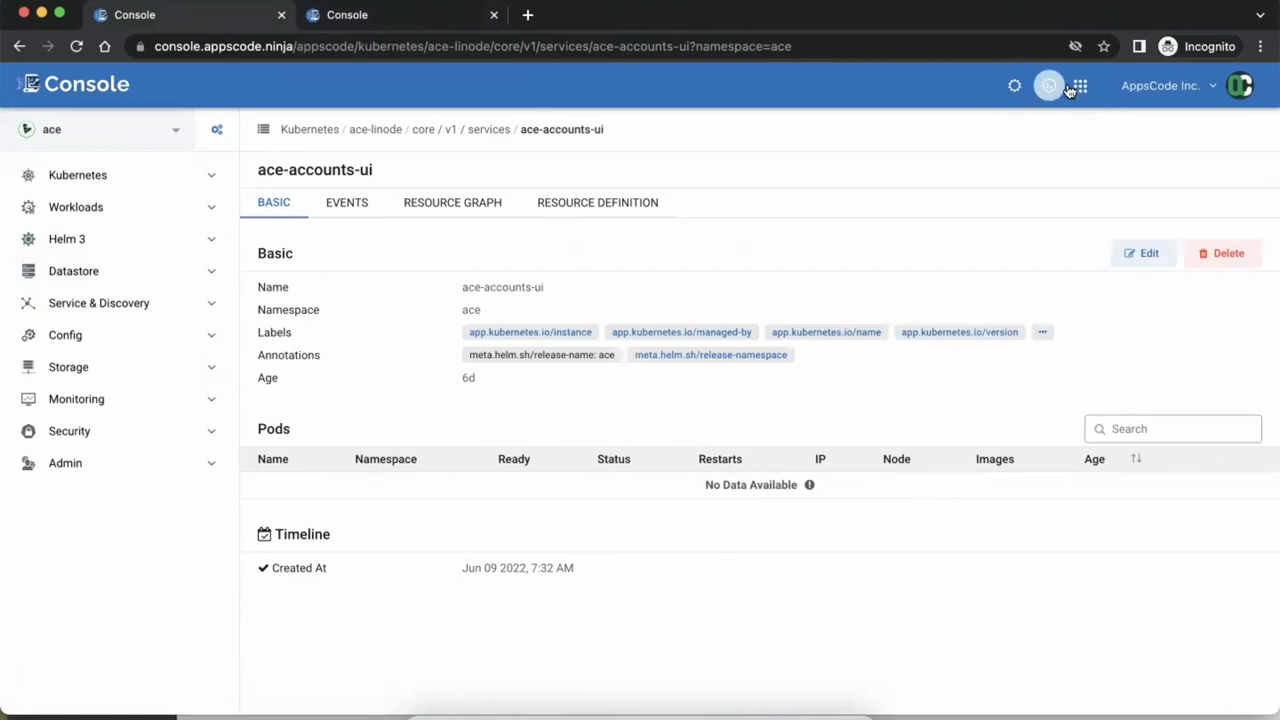 Console
Console
console.appscode.ninja/appscode/kubernetes/ace-linode/core/v1/services/ace-accounts-ui?namespace=ace
Incognito
Console
AppsCode Inc.
ace
Kubernetes / ace-linode / core / v1 / services / ace-accounts-ui
Kubernetes
Workloads
Helm 3
Datastore
Service & Discovery
Config
Storage
Monitoring
Security
Admin
ace-accounts-ui
BASIC EVENTS RESOURCE GRAPH RESOURCE DEFINITION
Basic
Edit Delete
Name ace-accounts-ui
Namespace ace
Labels app.kubernetes.io/instance app.kubernetes.io/managed-by app.kubernetes.io/name app.kubernetes.io/version
Annotations meta.helm.sh/release-name: ace meta.helm.sh/release-namespace
Age 6d
Pods
Search
Name Namespace Ready Status Restarts IP Node Images Age
No Data Available
Timeline
Created At Jun 09 2022, 7:32 AM